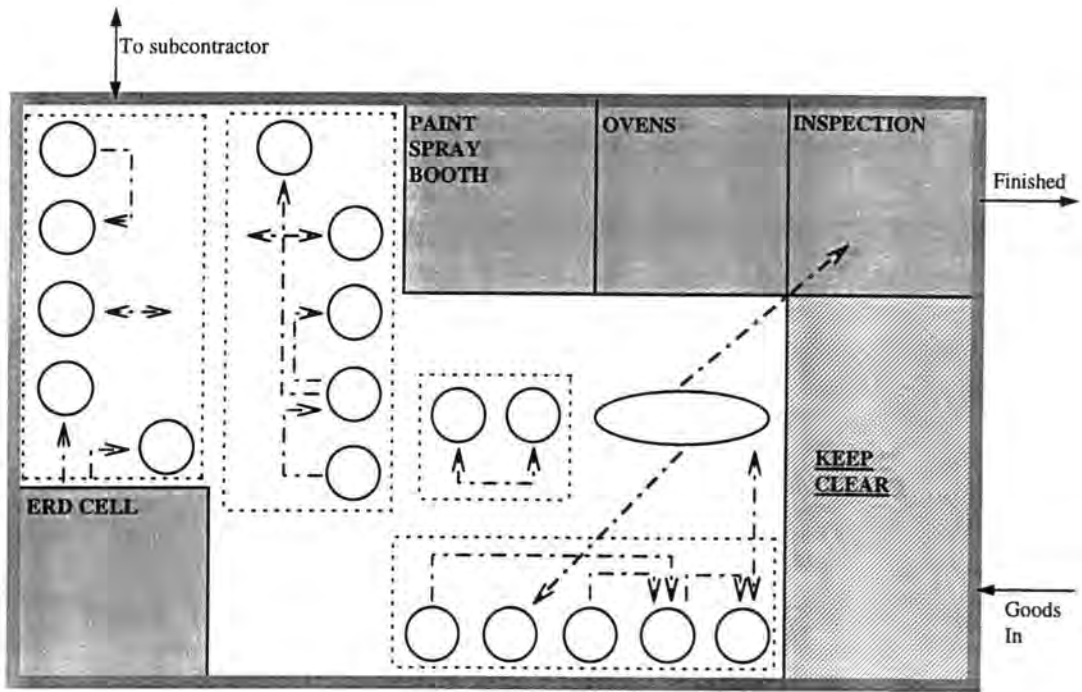 To subcontractor
PAINT
SPRAY
BOOTH
OVENS
INSPECTION
Finished
KEEP
CLEAR
ERD CELL
Goods
In